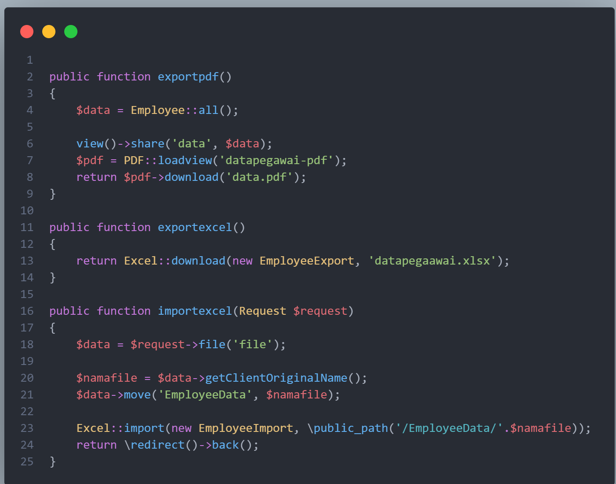 1
2 public function exportpdf()
3 {
4     $data = Employee::all();
5
6     view()->share('data', $data);
7     $pdf = PDF::loadview('datapegawai-pdf');
8     return $pdf->download('data.pdf');
9 }
10
11 public function exportexcel()
12 {
13     return Excel::download(new EmployeeExport, 'datapegaawai.xlsx');
14 }
15
16 public function importexcel(Request $request)
17 {
18     $data = $request->file('file');
19
20     $namafile = $data->getClientOriginalName();
21     $data->move('EmployeeData', $namafile);
22
23     Excel::import(new EmployeeImport, \public_path('/EmployeeData/'.$namafile));
24     return \redirect()->back();
25 }